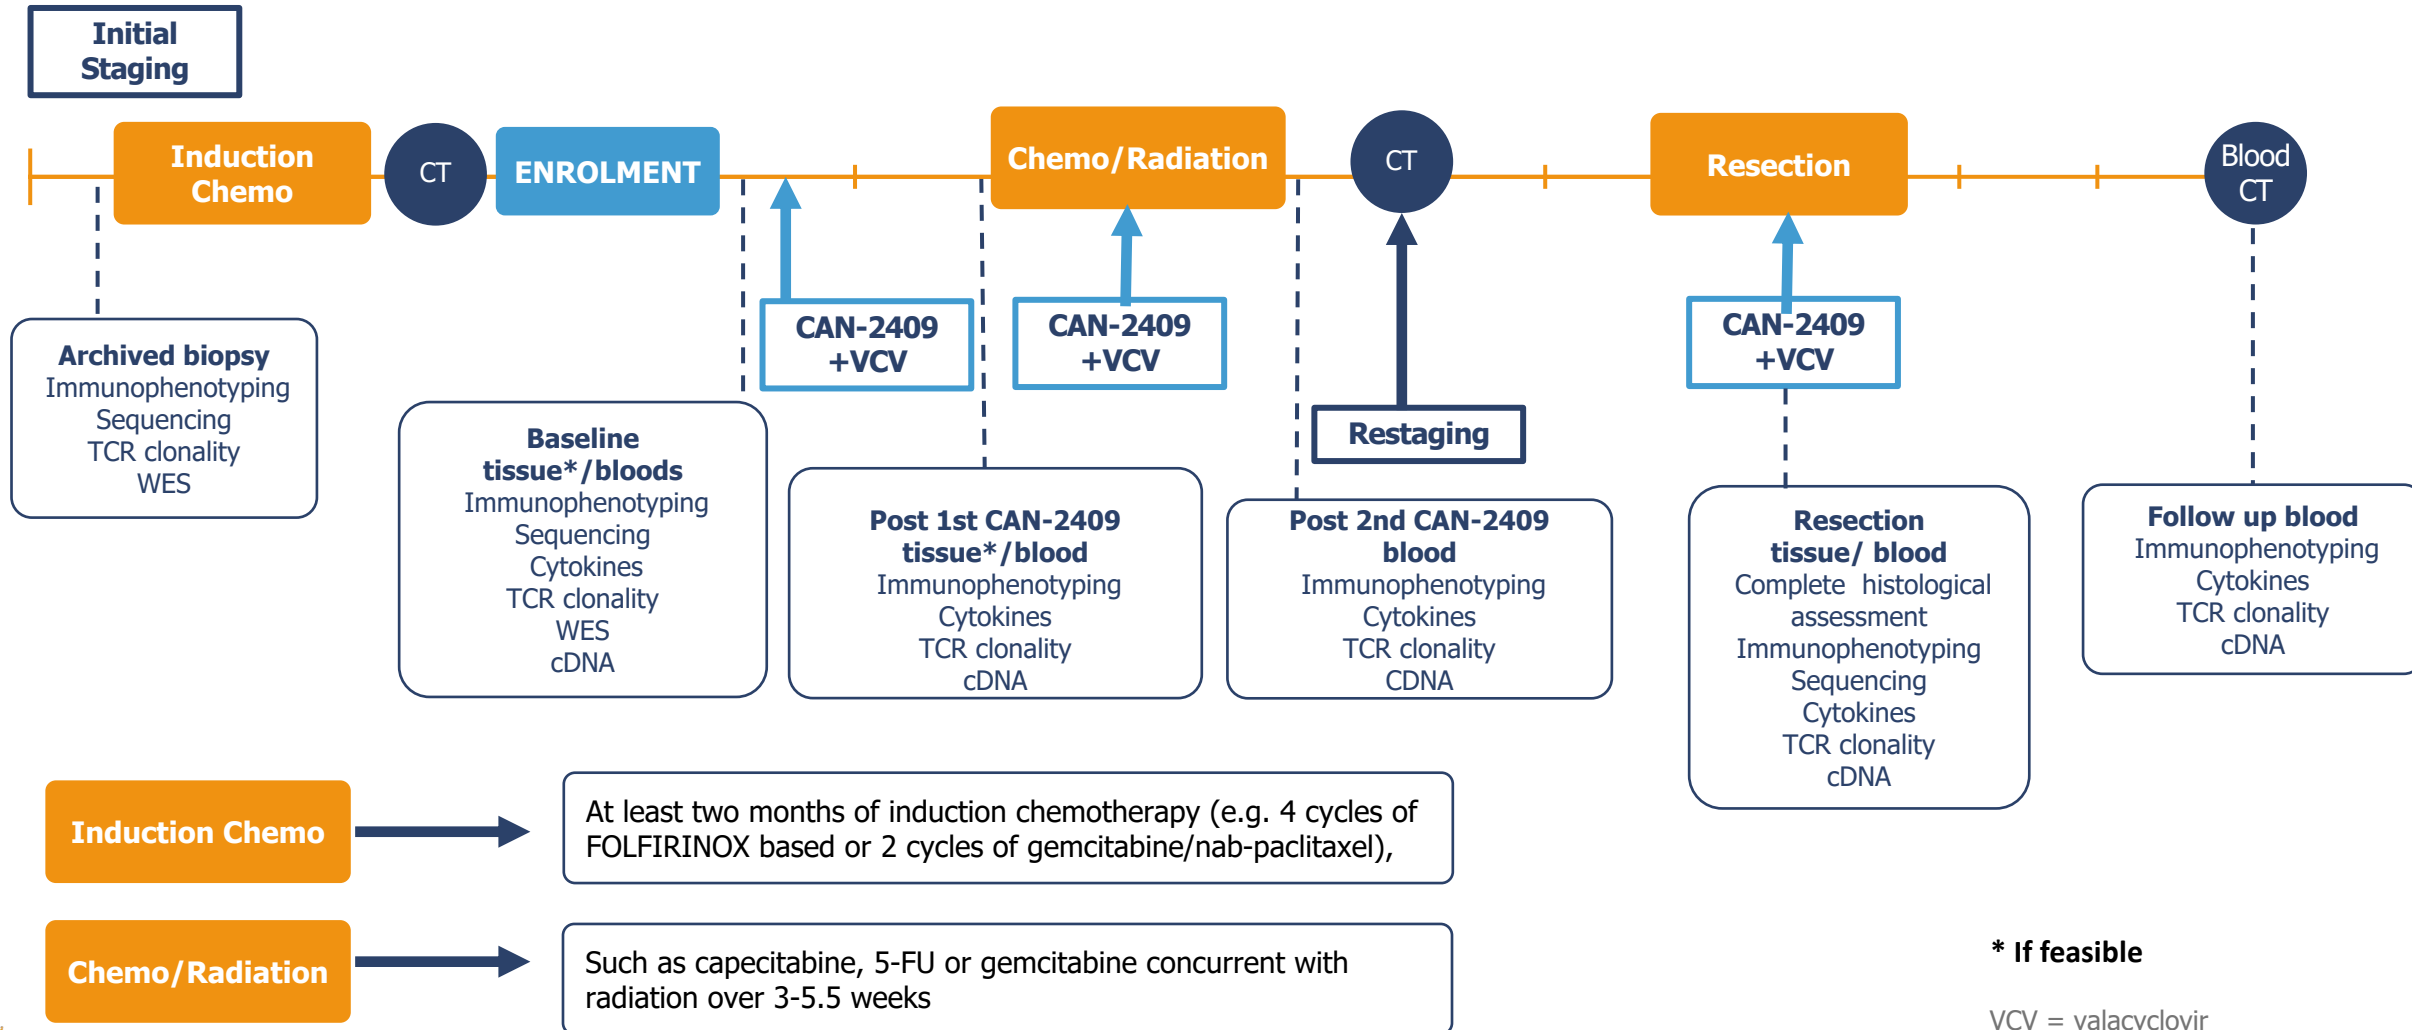 Initial
Staging
Induction
Chemo
CT
ENROLMENT
Chemo/Radiation
CT
Resection
Blood
CT
CAN-2409
+VCV
CAN-2409
+VCV
CAN-2409
+VCV
Restaging
Archived biopsy
Immunophenotyping
Sequencing
TCR clonality
WES
Baseline
tissue*/bloods
Immunophenotyping
Sequencing
Cytokines
TCR clonality
WES
cDNA
Post 1st CAN-2409
tissue*/blood
Immunophenotyping
Cytokines
TCR clonality
cDNA
Post 2nd CAN-2409
blood
Immunophenotyping
Cytokines
TCR clonality
CDNA
Resection
tissue/ blood
Complete histological
assessment
Immunophenotyping
Sequencing
Cytokines
TCR clonality
cDNA
Follow up blood
Immunophenotyping
Cytokines
TCR clonality
cDNA
Induction Chemo
At least two months of induction chemotherapy (e.g. 4 cycles of
FOLFIRINOX based or 2 cycles of gemcitabine/nab-paclitaxel),
Chemo/Radiation
Such as capecitabine, 5-FU or gemcitabine concurrent with
radiation over 3-5.5 weeks
* If feasible
VCV = valacyclovir